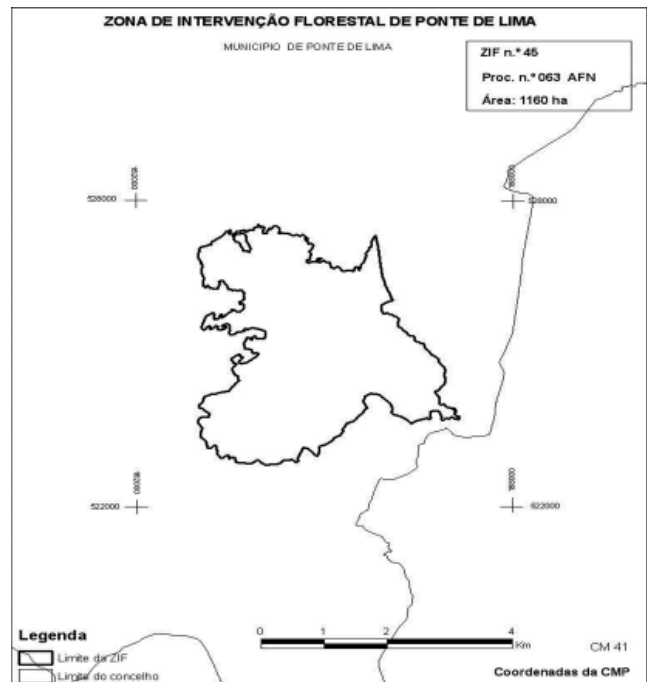 ZONA DE INTERVENÇÃO FLORESTAL DE PONTE DE LIMA
MUNICIPIO DE PONTE DE LIMA
ZIF n.º 45
Proc. n.º 063 AFN
Área: 1160 ha
528000
528000
522000
522000
Legenda
Limite da ZIF
Limite do concelho
0 1 2 4
Km
CM 41
Coordenadas da CMP